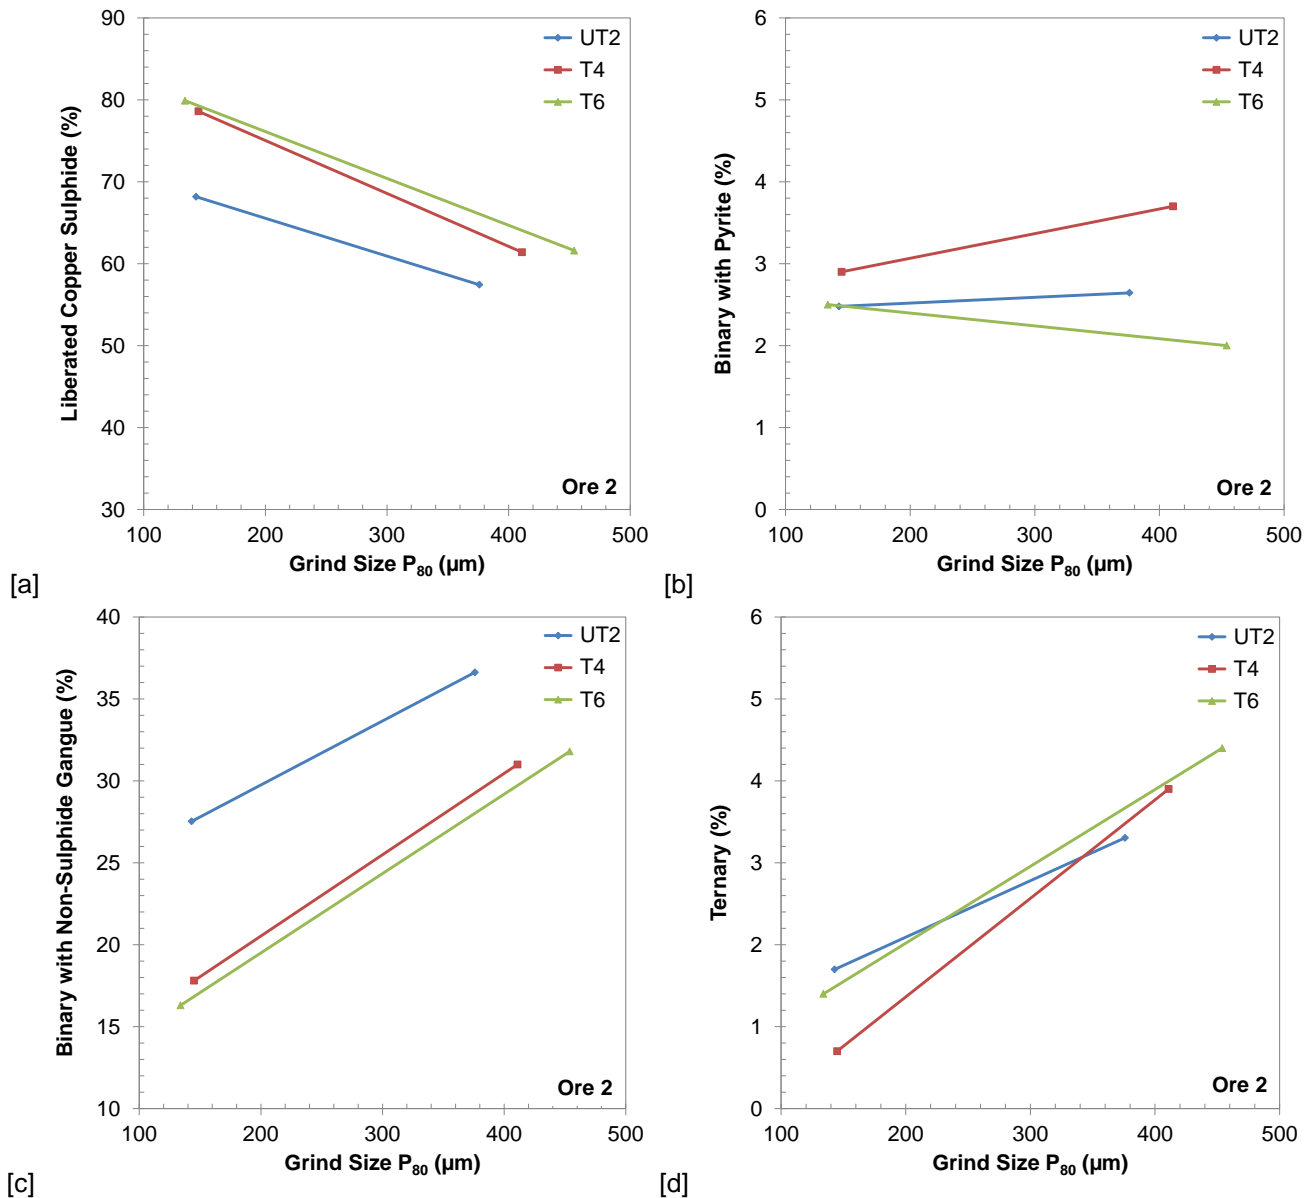 90
80
70
60
50
40
30
100 200 300 400 500
Liberated Copper Sulphide (%)
Grind Size P80 (µm)
UT2
T4
T6
Ore 2
[a]
6
5
4
3
2
1
0
100 200 300 400 500
Binary with Pyrite (%)
Grind Size P80 (µm)
UT2
T4
T6
Ore 2
[b]
40
35
30
25
20
15
10
100 200 300 400 500
Binary with Non-Sulphide Gangue (%)
Grind Size P80 (µm)
UT2
T4
T6
Ore 2
[c]
6
5
4
3
2
1
0
100 200 300 400 500
Ternary (%)
Grind Size P80 (µm)
UT2
T4
T6
Ore 2
[d]